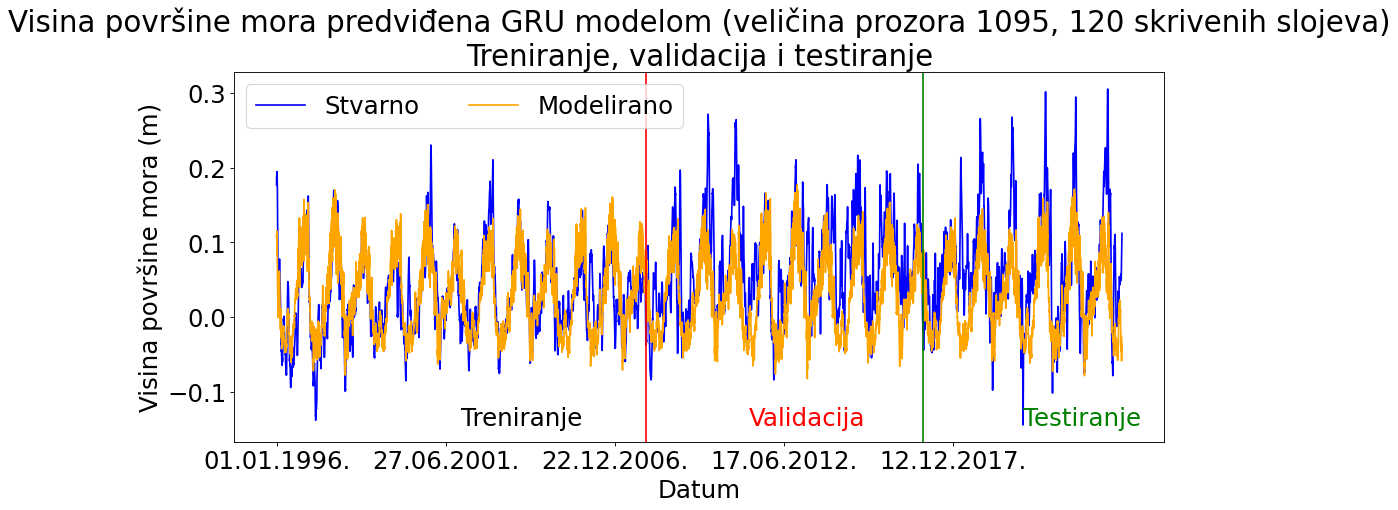 Visina površine mora predviđena GRU modelom (veličina prozora 1095, 120 skrivenih slojeva)
Treniranje, validacija i testiranje
Stvarno
Modelirano
Visina površine mora (m)
0.3
0.2
0.1
0.0
−0.1
Treniranje
Validacija
Testiranje
01.01.1996.
27.06.2001.
22.12.2006.
17.06.2012.
12.12.2017.
Datum